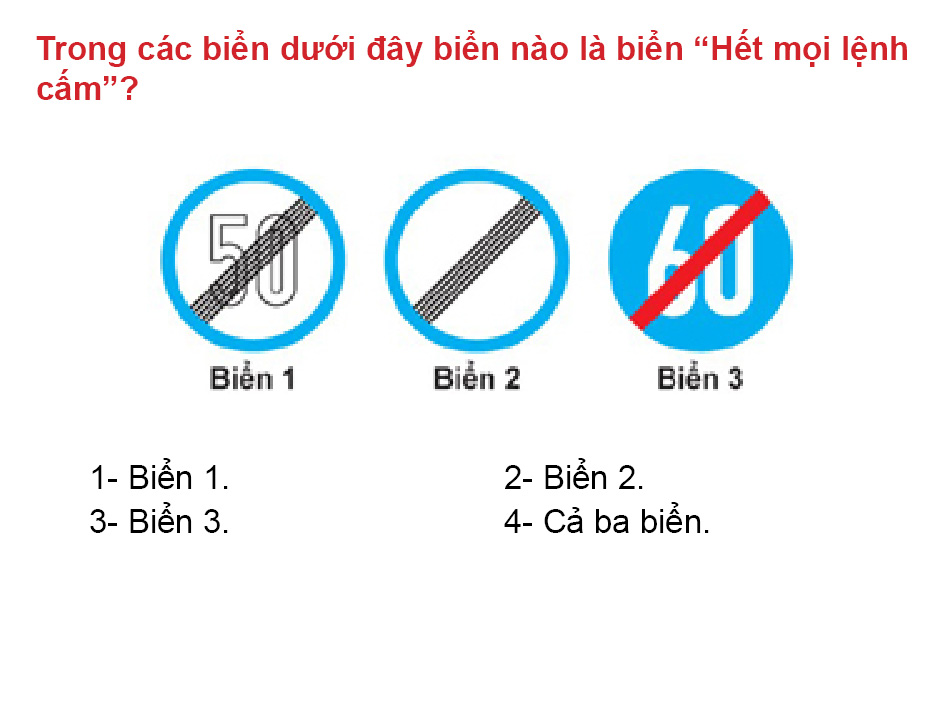 Trong các biển dưới đây biển nào là biển “Hết mọi lệnh
cấm”?
50
60
Biển 1
Biển 2
Biển 3
1- Biển 1.
2- Biển 2.
3- Biển 3.
4- Cả ba biển.